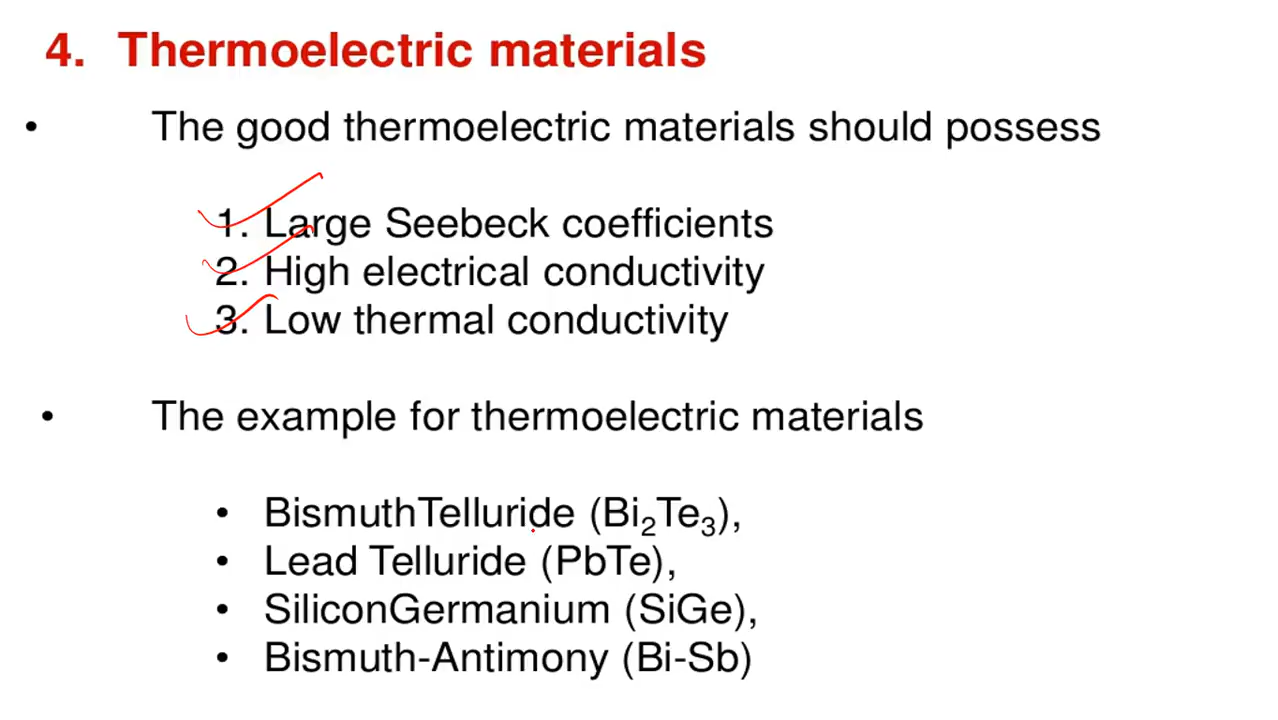 4. Thermoelectric materials
• The good thermoelectric materials should possess
1. Large Seebeck coefficients
2. High electrical conductivity
3. Low thermal conductivity
• The example for thermoelectric materials
• BismuthTelluride (Bi₂Te₃),
• Lead Telluride (PbTe),
• SiliconGermanium (SiGe),
• Bismuth-Antimony (Bi-Sb)